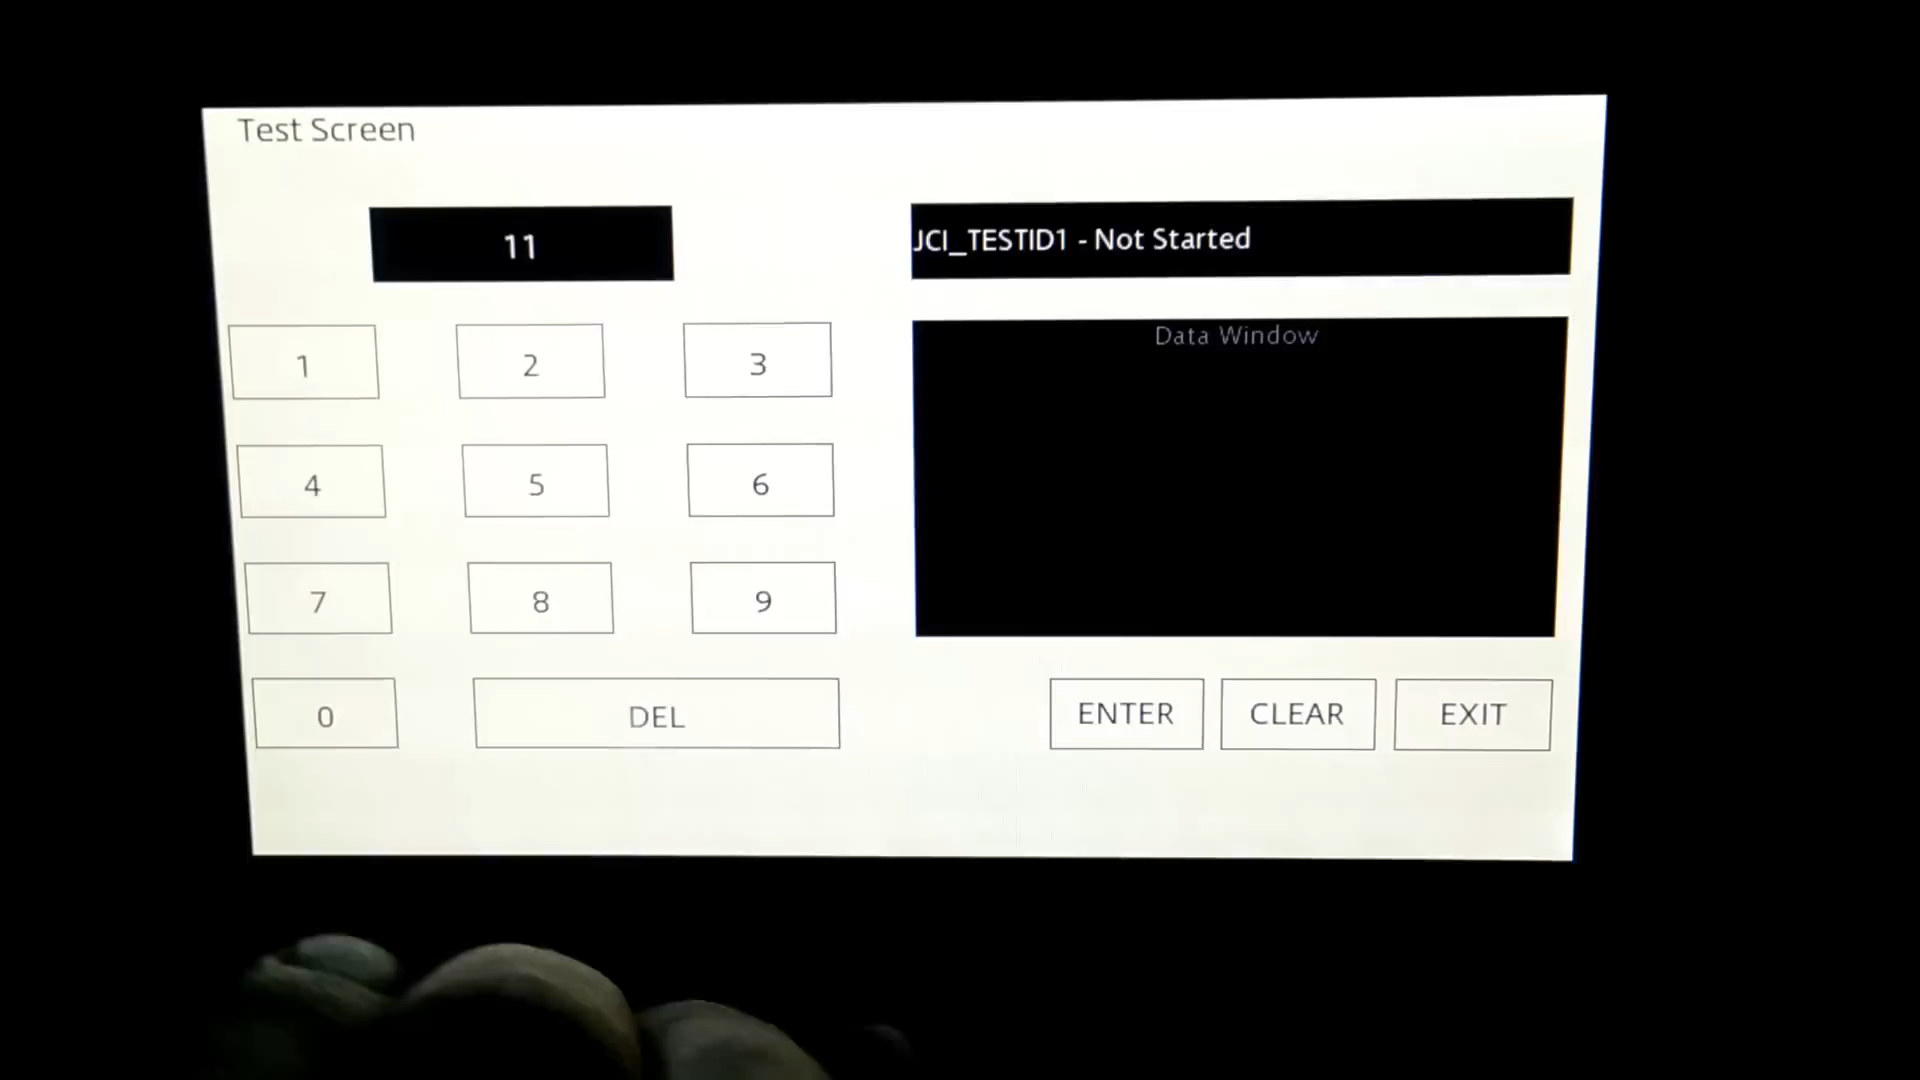 Test Screen
11
JCI_TESTID1 - Not Started
Data Window
1
2
3
4
5
6
7
8
9
0
DEL
ENTER
CLEAR
EXIT